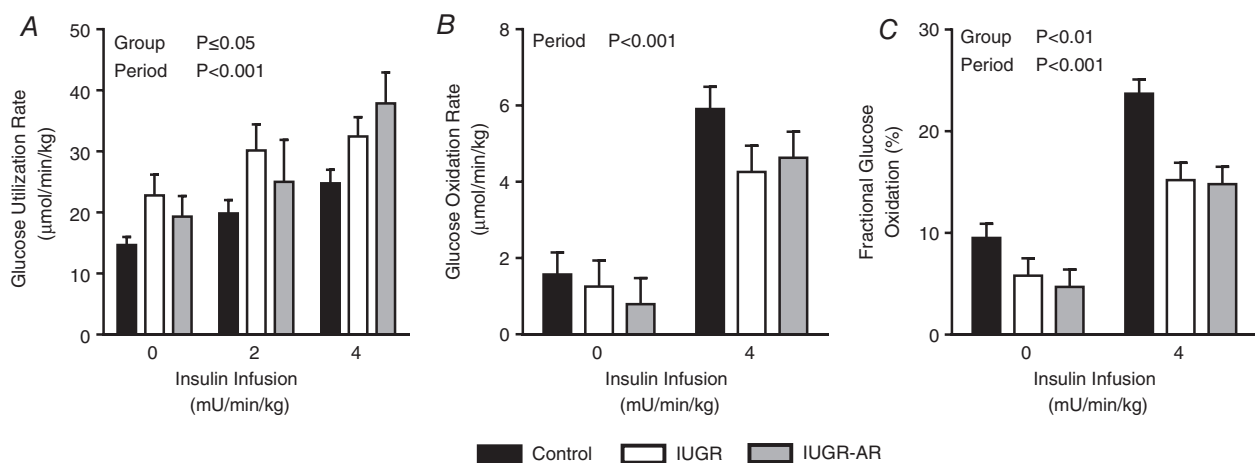 A
Group P≤0.05
Period P<0.001
Glucose Utilization Rate
(μmol/min/kg)
50
40
30
20
10
0
0 2 4
Insulin Infusion
(mU/min/kg)
B
Period P<0.001
Glucose Oxidation Rate
(μmol/min/kg)
8
6
4
2
0
0 4
Insulin Infusion
(mU/min/kg)
C
Group P<0.01
Period P<0.001
Fractional Glucose
Oxidation (%)
30
20
10
0
0 4
Insulin Infusion
(mU/min/kg)
Control IUGR IUGR-AR